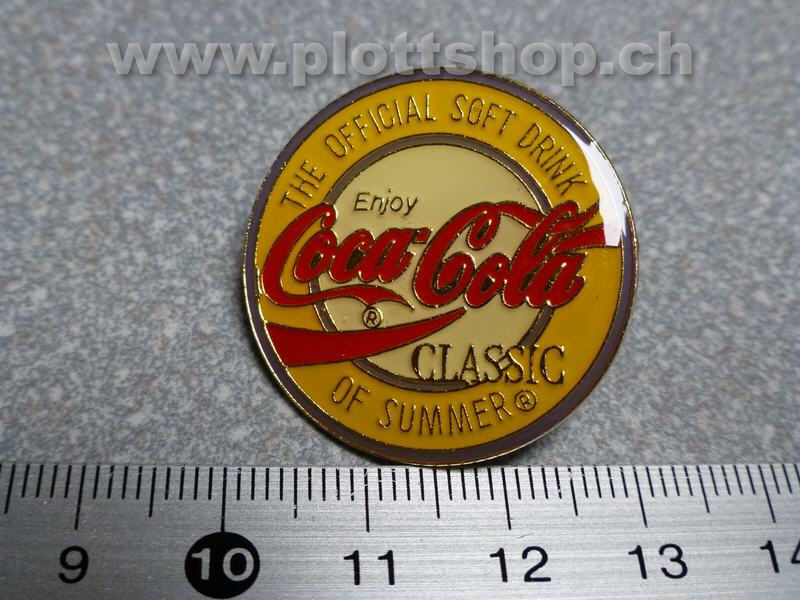 www.plottshop.ch
THE OFFICIAL SOFT DRINK
Enjoy
Coca-Cola
®
CLASSIC
OF SUMMER®
9 10 11 12 13 14